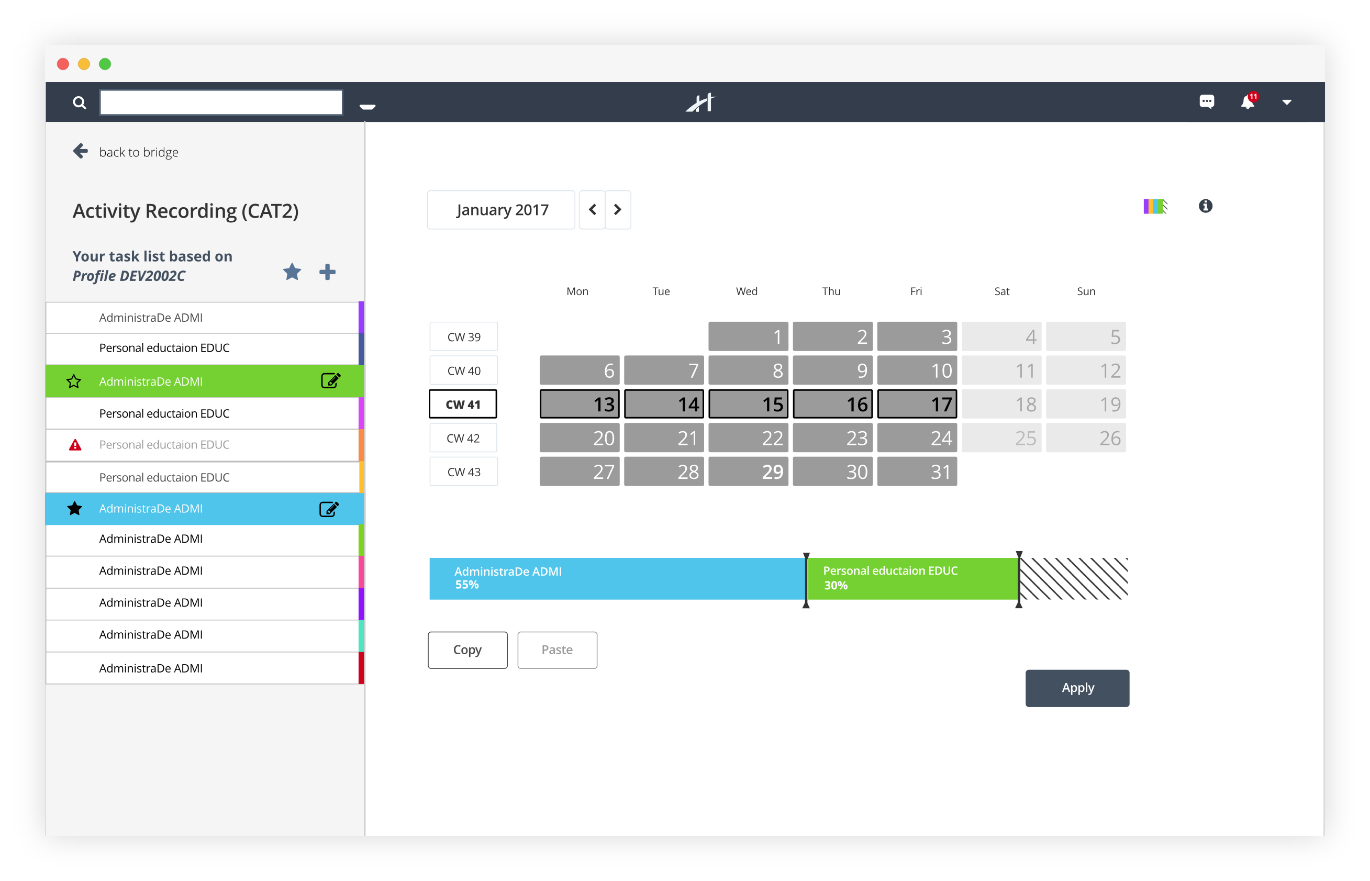 11
back to bridge
Activity Recording (CAT2)
Your task list based on
Profile DEV2002C
AdministraDe ADMI
Personal eductaion EDUC
AdministraDe ADMI
Personal eductaion EDUC
Personal eductaion EDUC
Personal eductaion EDUC
AdministraDe ADMI
AdministraDe ADMI
AdministraDe ADMI
AdministraDe ADMI
AdministraDe ADMI
AdministraDe ADMI
January 2017
Mon Tue Wed Thu Fri Sat Sun
CW 39 1 2 3 4 5
CW 40 6 7 8 9 10 11 12
CW 41 13 14 15 16 17 18 19
CW 42 20 21 22 23 24 25 26
CW 43 27 28 29 30 31
AdministraDe ADMI
55%
Personal eductaion EDUC
30%
Copy Paste
Apply